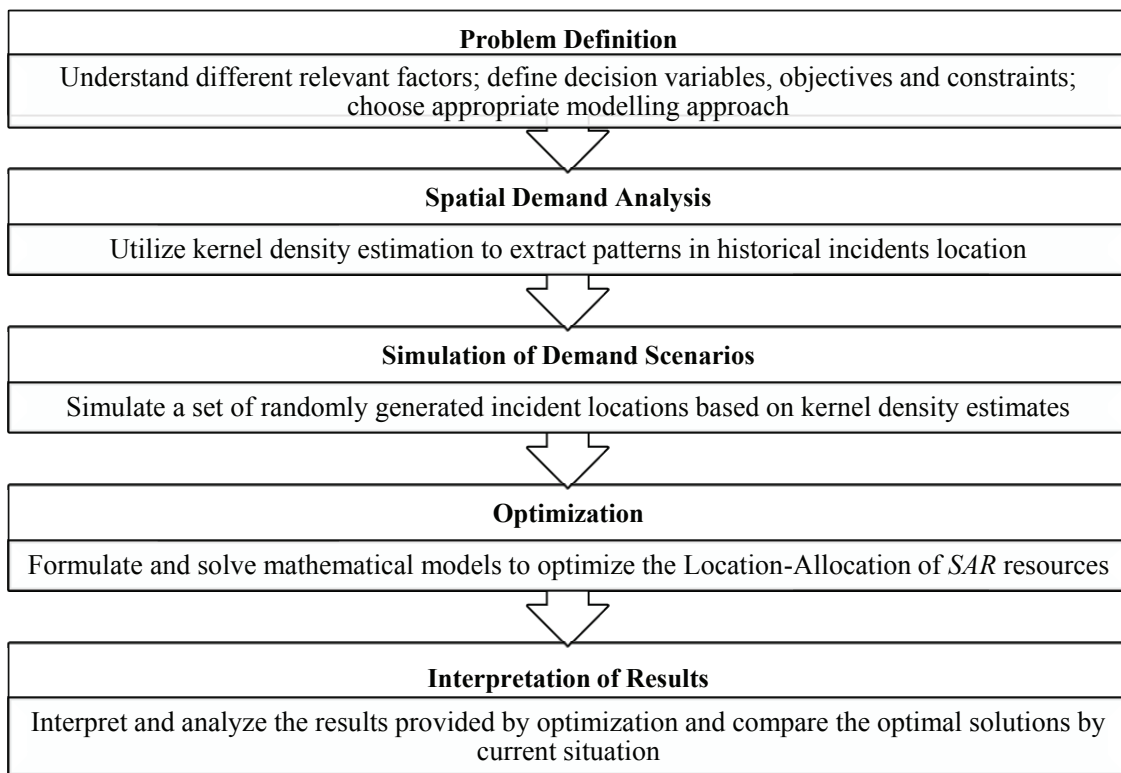 Problem Definition
Understand different relevant factors; define decision variables, objectives and constraints;
choose appropriate modelling approach
Spatial Demand Analysis
Utilize kernel density estimation to extract patterns in historical incidents location
Simulation of Demand Scenarios
Simulate a set of randomly generated incident locations based on kernel density estimates
Optimization
Formulate and solve mathematical models to optimize the Location-Allocation of SAR resources
Interpretation of Results
Interpret and analyze the results provided by optimization and compare the optimal solutions by
current situation